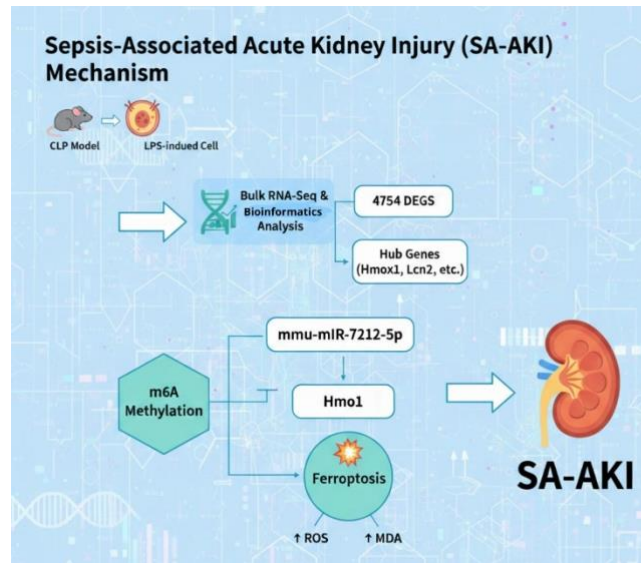 Sepsis-Associated Acute Kidney Injury (SA-AKI)
Mechanism
CLP Model
LPS-indued Cell
Bulk RNA-Seq &
Bioinformatics
Analysis
4754 DEGS
Hub Genes
(Hmox1, Lcn2, etc.)
mmu-mIR-7212-5p
m6A
Methylation
Hmo1
Ferroptosis
↑ ROS
↑ MDA
SA-AKI